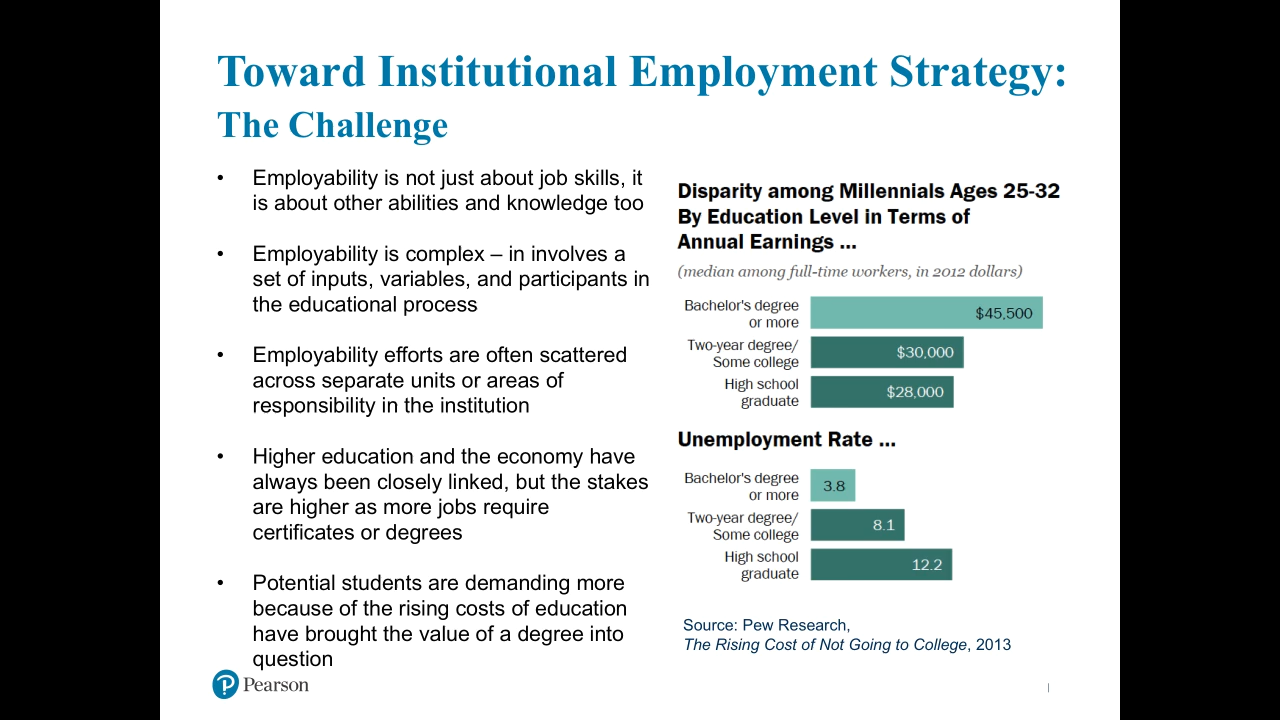 Toward Institutional Employment Strategy:
The Challenge
• Employability is not just about job skills, it
is about other abilities and knowledge too
• Employability is complex – in involves a
set of inputs, variables, and participants in
the educational process
• Employability efforts are often scattered
across separate units or areas of
responsibility in the institution
• Higher education and the economy have
always been closely linked, but the stakes
are higher as more jobs require
certificates or degrees
• Potential students are demanding more
because of the rising costs of education
have brought the value of a degree into
question
Disparity among Millennials Ages 25-32
By Education Level in Terms of
Annual Earnings ...
(median among full-time workers, in 2012 dollars)
Bachelor's degree
or more
$45,500
Two-year degree/
Some college
$30,000
High school
graduate
$28,000
Unemployment Rate ...
Bachelor's degree
or more
3.8
Two-year degree/
Some college
8.1
High school
graduate
12.2
Source: Pew Research,
The Rising Cost of Not Going to College, 2013
Pearson